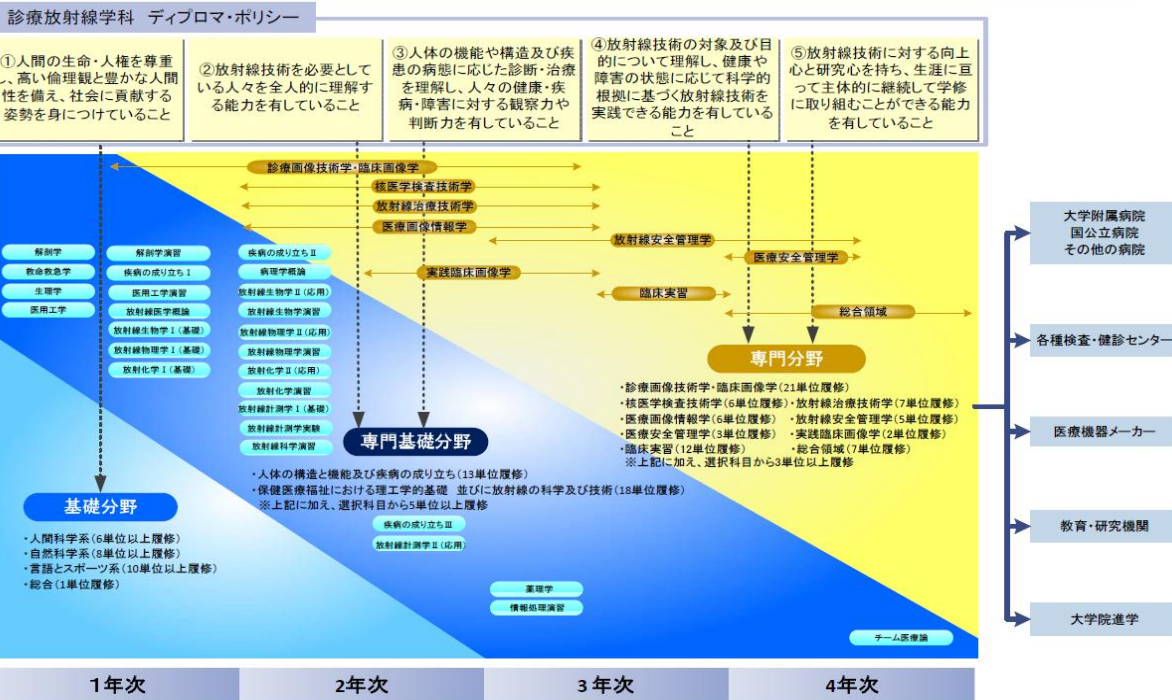 診療放射線学科 ディプロマ・ポリシー
①人間の生命・人権を尊重
し、高い倫理観と豊かな人間
性を備え、社会に貢献する
姿勢を身につけていること
②放射線技術を必要として
いる人々を全人的に理解す
る能力を有していること
③人体の機能や構造及び疾
患の病態に応じた診断・治療
を理解し、人々の健康・疾
病・障害に対する観察力や
判断力を有していること
④放射線技術の対象及び目
的について理解し、健康や
障害の状態に応じて科学的
根拠に基づく放射線技術を
実践できる能力を有している
こと
⑤放射線技術に対する向上
心と研究心を持ち、生涯に亘
って主体的に継続して学修
に取り組むことができる能力
を有していること
診療画像技術学・臨床画像学
核医学検査技術学
放射線治療技術学
医療画像情報学
放射線安全管理学
医療安全管理学
実践臨床画像学
臨床実習
総合領域
解剖学
救命救急学
生理学
医用工学
解剖学演習
疾病の成り立ちⅠ
医用工学演習
放射線医学概論
放射線生物学Ⅰ(基礎)
放射線物理学Ⅰ(基礎)
放射化学Ⅰ(基礎)
疾病の成り立ちⅡ
病理学概論
放射線生物学Ⅱ(応用)
放射線生物学演習
放射線物理学Ⅱ(応用)
放射線物理学演習
放射化学Ⅱ(応用)
放射化学演習
放射線計測学Ⅰ(基礎)
放射線計測学実験
放射線科学演習
専門分野
・診療画像技術学・臨床画像学(21単位履修)
・核医学検査技術学(6単位履修)・放射線治療技術学(7単位履修)
・医療画像情報学(6単位履修) ・放射線安全管理学(5単位履修)
・医療安全管理学(3単位履修) ・実践臨床画像学(2単位履修)
・臨床実習(12単位履修) ・総合領域(7単位履修)
※上記に加え、選択科目から3単位以上履修
専門基礎分野
・人体の構造と機能及び疾病の成り立ち(13単位履修)
・保健医療福祉における理工学的基礎 並びに放射線の科学及び技術(18単位履修)
※上記に加え、選択科目から5単位以上履修
疾病の成り立ちⅢ
放射線計測学Ⅱ(応用)
基礎分野
・人間科学系(6単位以上履修)
・自然科学系(8単位以上履修)
・言語とスポーツ系(10単位以上履修)
・総合(1単位履修)
薬理学
情報処理演習
チーム医療論
大学附属病院
国公立病院
その他の病院
各種検査・健診センター
医療機器メーカー
教育・研究機関
大学院進学
1年次
2年次
3年次
4年次